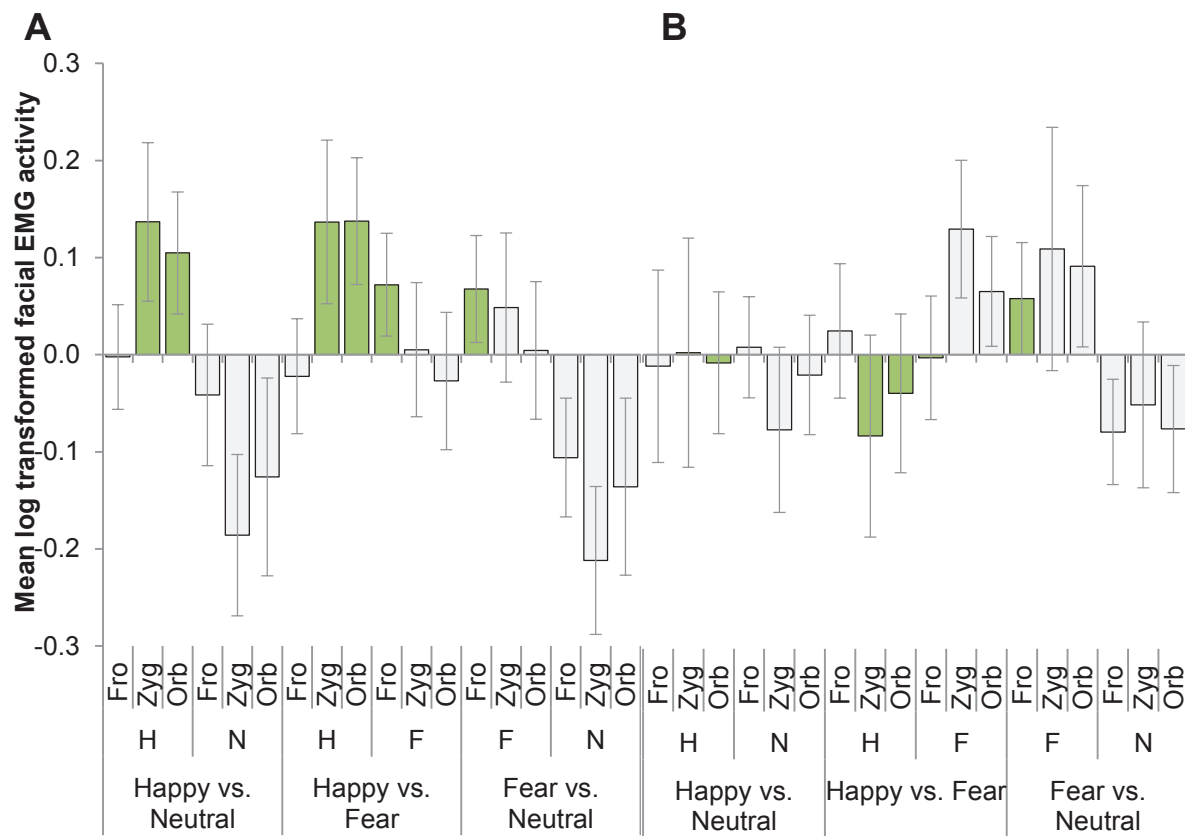 A B
Mean log transformed facial EMG activity
0.3
0.2
0.1
0.0
-0.1
-0.2
-0.3
Fro Zyg Orb Fro Zyg Orb Fro Zyg Orb Fro Zyg Orb Fro Zyg Orb Fro Zyg Orb Fro Zyg Orb Fro Zyg Orb Fro Zyg Orb Fro Zyg Orb Fro Zyg Orb Fro Zyg Orb
H N H F F N H N H F F N
Happy vs. Happy vs. Fear vs. Happy vs. Happy vs. Fear Fear vs.
Neutral Fear Neutral Neutral Neutral